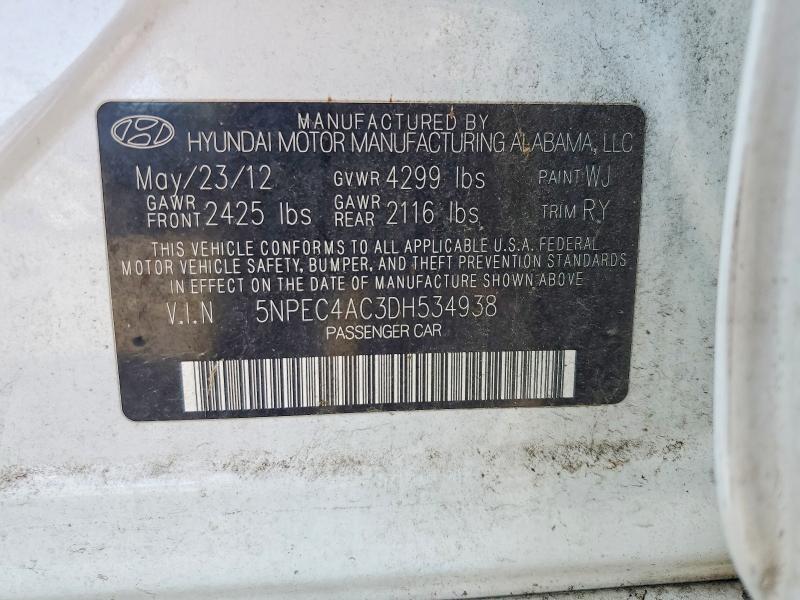 MANUFACTURED BY
HYUNDAI MOTOR MANUFACTURING ALABAMA, LLC
May/23/12 GVWR 4299 lbs PAINT WJ
GAWR FRONT 2425 lbs GAWR REAR 2116 lbs TRIM RY
THIS VEHICLE CONFORMS TO ALL APPLICABLE U.S.A. FEDERAL
MOTOR VEHICLE SAFETY, BUMPER, AND THEFT PREVENTION STANDARDS
IN EFFECT ON THE DATE OF MANUFACTURE SHOWN ABOVE
V.I.N 5NPEC4AC3DH534938
PASSENGER CAR